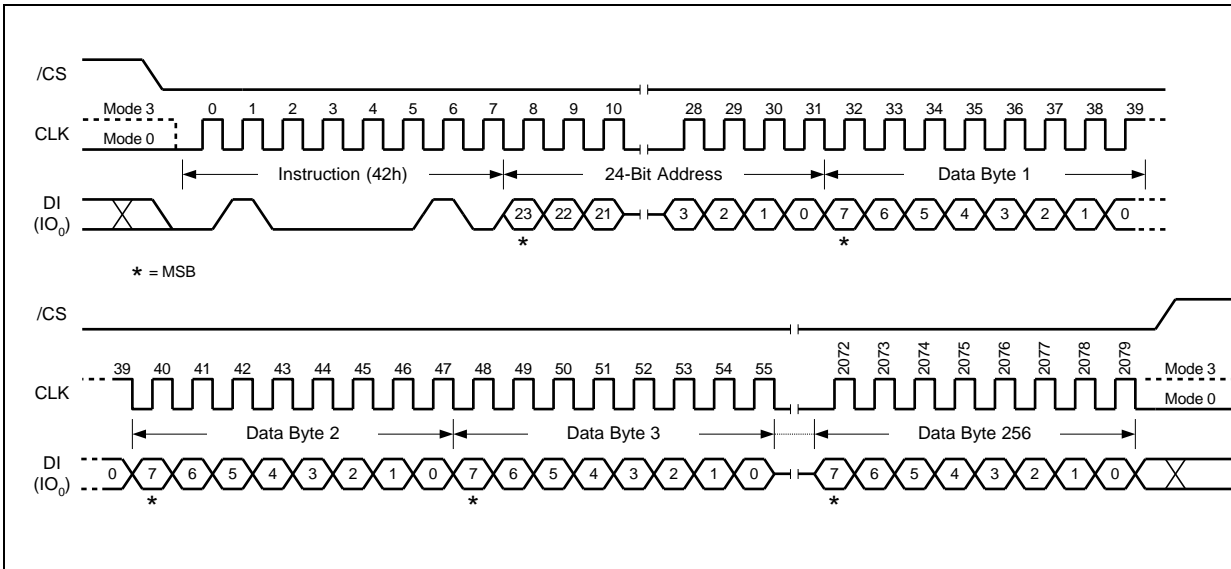 /CS
Mode 3
0 1 2 3 4 5 6 7 8 9 10 28 29 30 31 32 33 34 35 36 37 38 39
CLK
Mode 0
Instruction (42h) 24-Bit Address Data Byte 1
DI
(IO0)
23 22 21 3 2 1 0 7 6 5 4 3 2 1 0
* *
* = MSB
/CS
39 40 41 42 43 44 45 46 47 48 49 50 51 52 53 54 55 2072 2073 2074 2075 2076 2077 2078 2079
Mode 3
CLK
Mode 0
Data Byte 2 Data Byte 3 Data Byte 256
DI
(IO0)
0 7 6 5 4 3 2 1 0 7 6 5 4 3 2 1 0 7 6 5 4 3 2 1 0
* * *